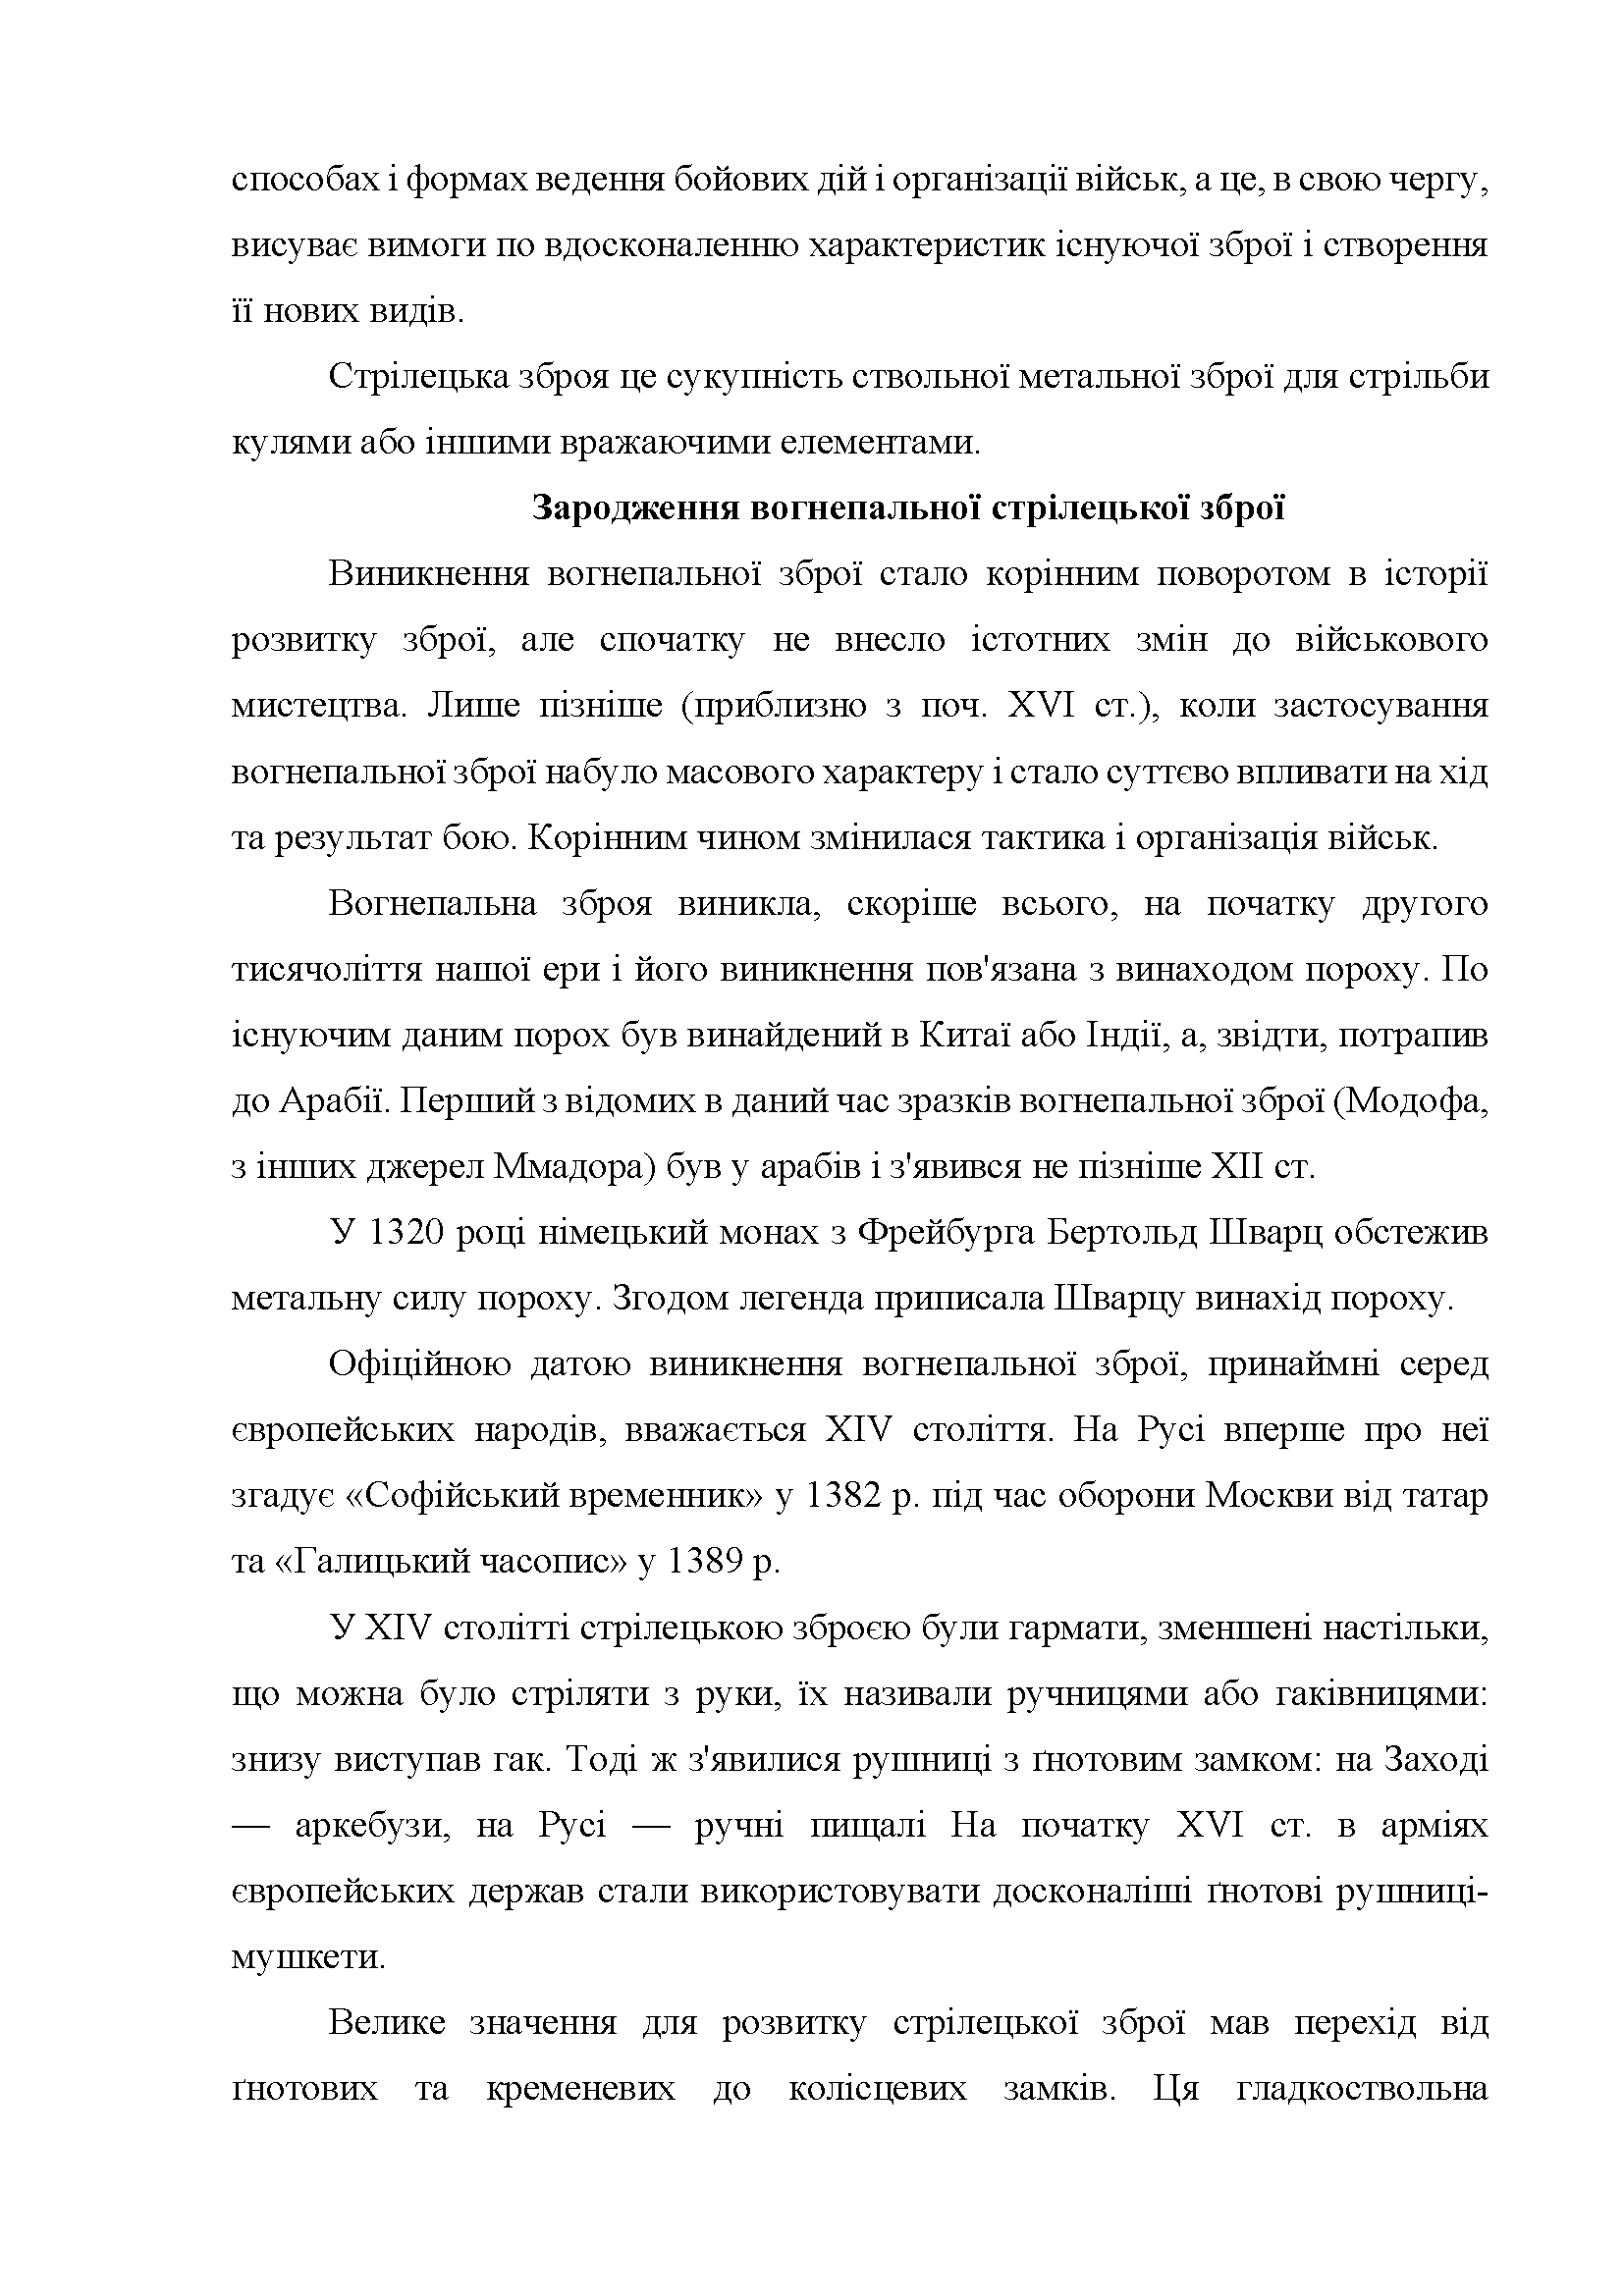 способах і формах ведення бойових дій і організації військ, а це, в свою чергу,
висуває вимоги по вдосконаленню характеристик існуючої зброї і створення
її нових видів.
Стрілецька зброя це сукупність ствольної метальної зброї для стрільби
кулями або іншими вражаючими елементами.
Зародження вогнепальної стрілецької зброї
Виникнення вогнепальної зброї стало корінним поворотом в історії
розвитку зброї, але спочатку не внесло істотних змін до військового
мистецтва. Лише пізніше (приблизно з поч. XVI ст.), коли застосування
вогнепальної зброї набуло масового характеру і стало суттєво впливати на хід
та результат бою. Корінним чином змінилася тактика і організація військ.
Вогнепальна зброя виникла, скоріше всього, на початку другого
тисячоліття нашої ери і його виникнення пов'язана з винаходом пороху. По
існуючим даним порох був винайдений в Китаї або Індії, а, звідти, потрапив
до Арабії. Перший з відомих в даний час зразків вогнепальної зброї (Модофа,
з інших джерел Ммадора) був у арабів і з'явився не пізніше XII ст.
У 1320 році німецький монах з Фрейбурга Бертольд Шварц обстежив
метальну силу пороху. Згодом легенда приписала Шварцу винахід пороху.
Офіційною датою виникнення вогнепальної зброї, принаймні серед
європейських народів, вважається XIV століття. На Русі вперше про неї
згадує «Софійський временник» у 1382 р. під час оборони Москви від татар
та «Галицький часопис» у 1389 р.
У XIV столітті стрілецькою зброєю були гармати, зменшені настільки,
що можна було стріляти з руки, їх називали ручницями або гаківницями:
знизу виступав гак. Тоді ж з'явилися рушниці з ґнотовим замком: на Заході
— аркебузи, на Русі — ручні пищалі На початку XVI ст. в арміях
європейських держав стали використовувати досконаліші ґнотові рушниці-
мушкети.
Велике значення для розвитку стрілецької зброї мав перехід від
ґнотових та кременевих до колісцевих замків. Ця гладкоствольна